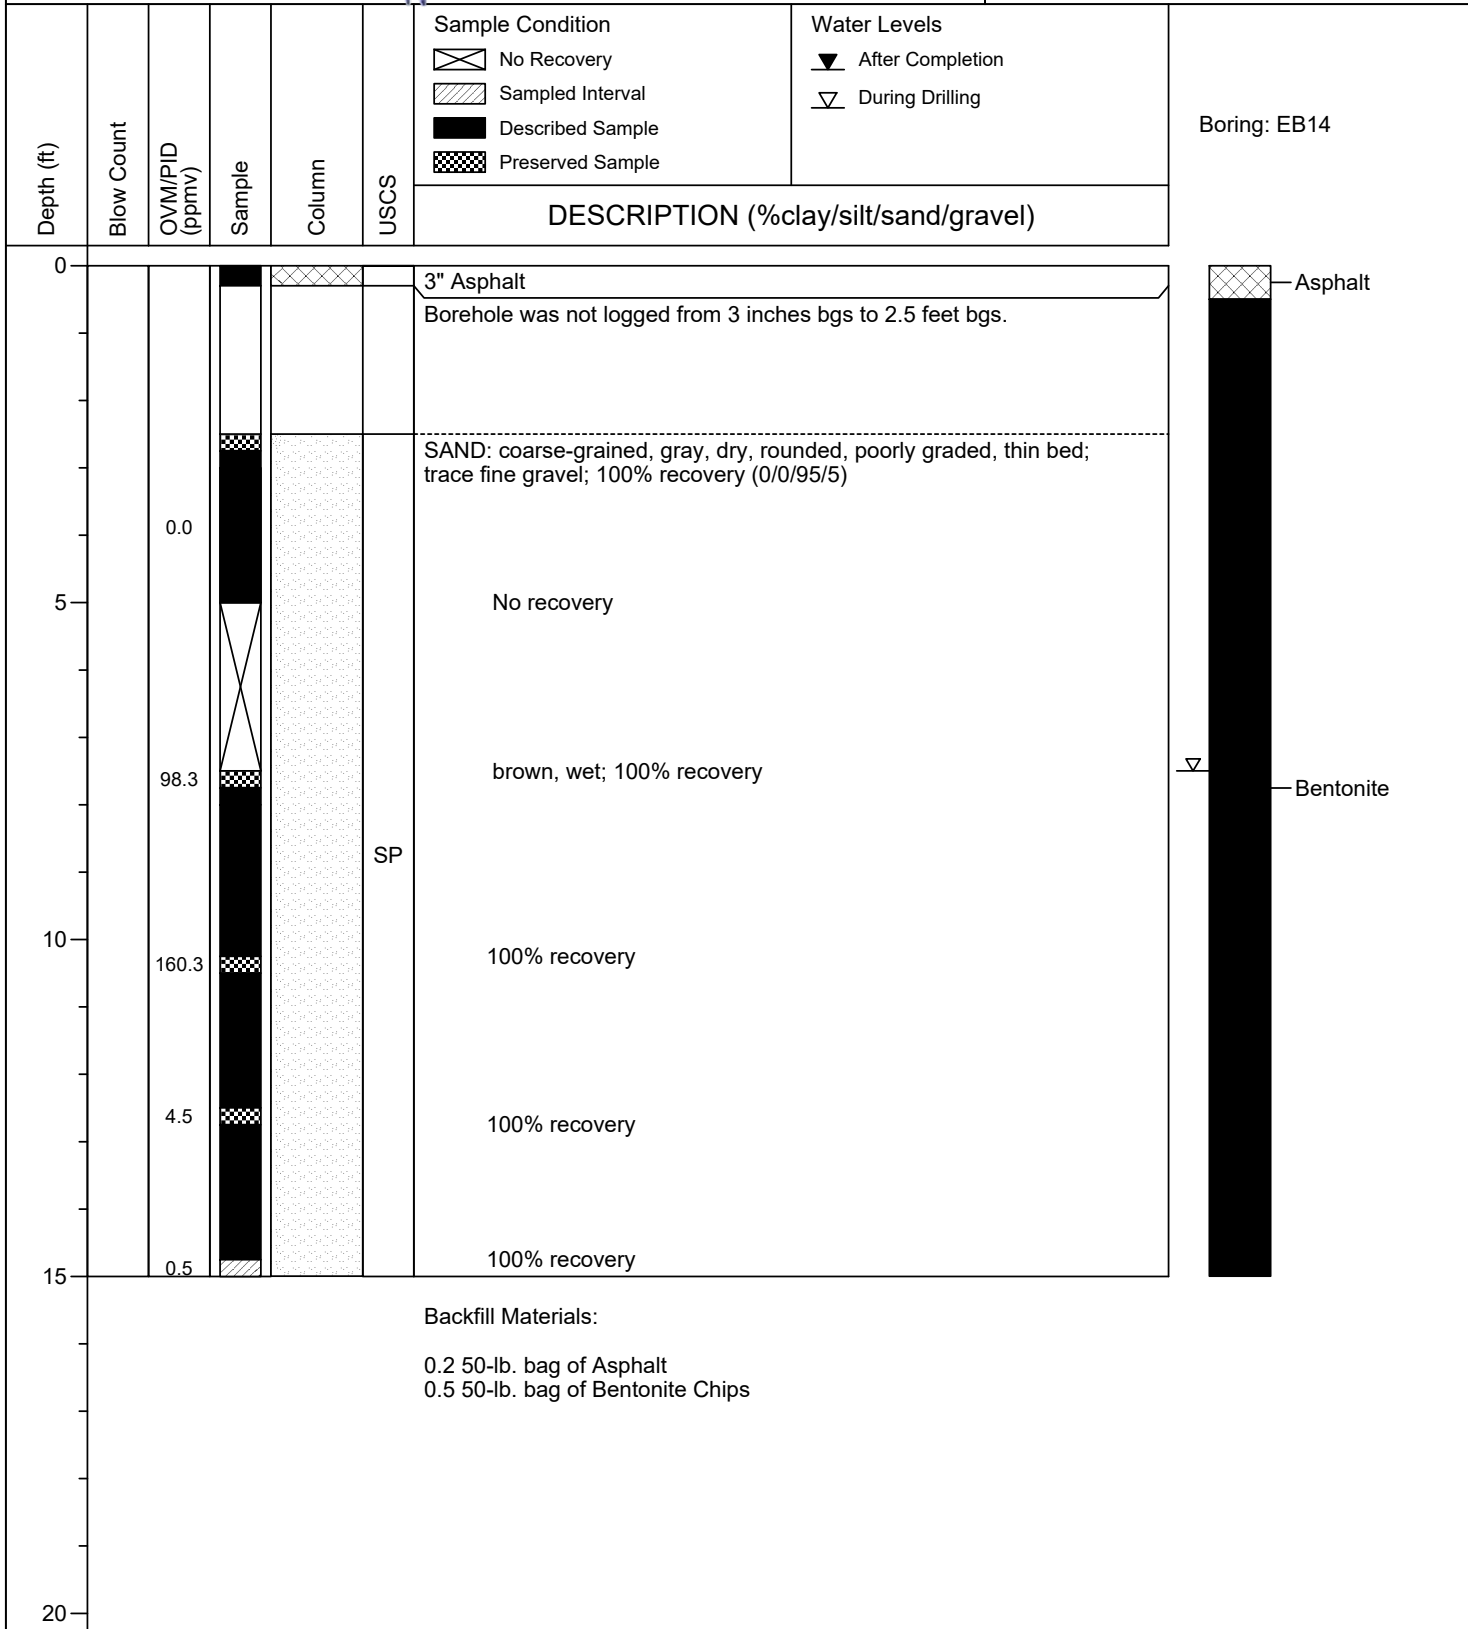 Sample Condition
No Recovery
Sampled Interval
Described Sample
Preserved Sample
Water Levels
After Completion
During Drilling
Boring: EB14
Depth (ft)
Blow Count
OVM/PID
(ppmv)
Sample
Column
USCS
DESCRIPTION (%clay/silt/sand/gravel)
0
3" Asphalt
Asphalt
Borehole was not logged from 3 inches bgs to 2.5 feet bgs.
SAND: coarse-grained, gray, dry, rounded, poorly graded, thin bed;
trace fine gravel; 100% recovery (0/0/95/5)
0.0
5
No recovery
98.3
brown, wet; 100% recovery
Bentonite
SP
10
160.3
100% recovery
4.5
100% recovery
0.5
100% recovery
15
Backfill Materials:
0.2 50-lb. bag of Asphalt
0.5 50-lb. bag of Bentonite Chips
20